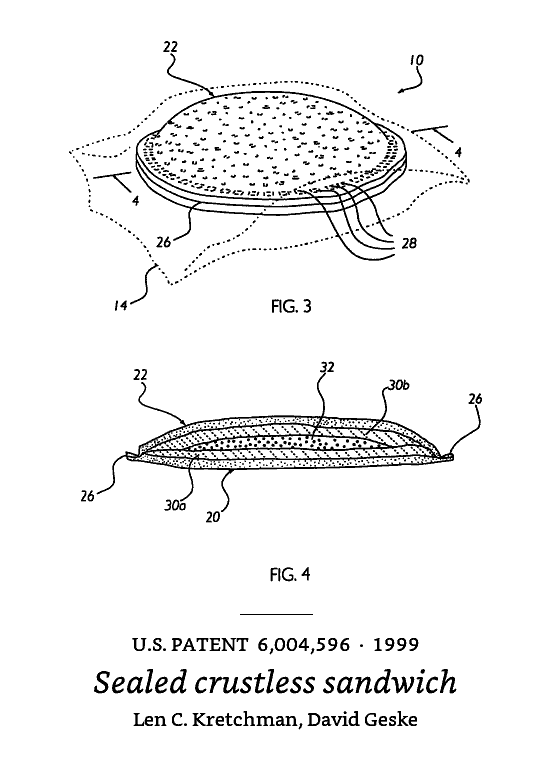 22
10
4
4
26
28
14
FIG. 3
32
22
30b
26
26
30a
20
FIG. 4
U.S. PATENT 6,004,596 · 1999
Sealed crustless sandwich
Len C. Kretchman, David Geske